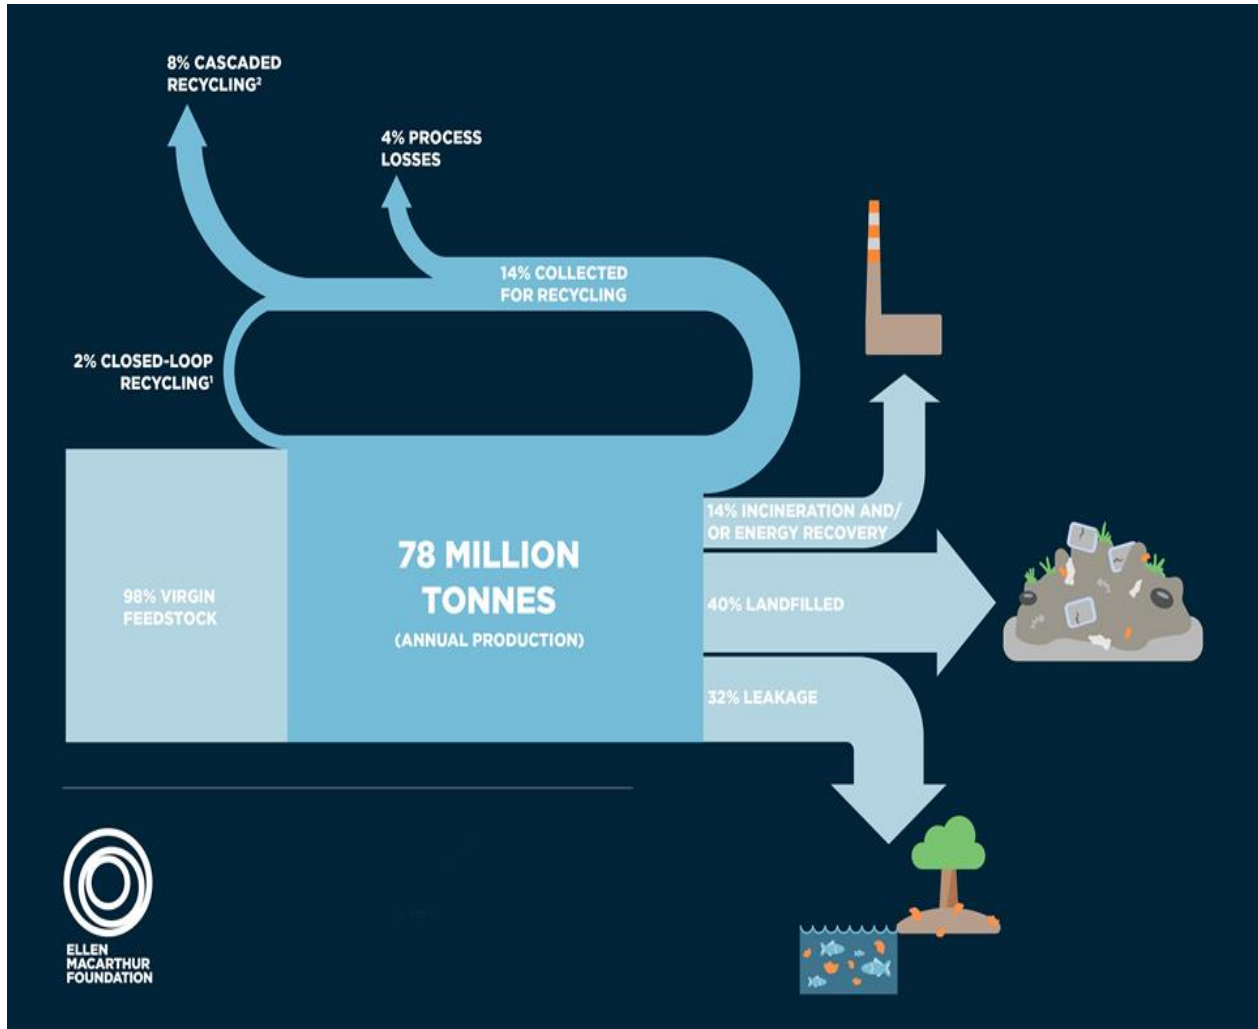 8% CASCADED
RECYCLING²
4% PROCESS
LOSSES
14% COLLECTED
FOR RECYCLING
2% CLOSED-LOOP
RECYCLING¹
14% INCINERATION AND/
OR ENERGY RECOVERY
78 MILLION
TONNES
(ANNUAL PRODUCTION)
98% VIRGIN
FEEDSTOCK
40% LANDFILLED
32% LEAKAGE
ELLEN
MACARTHUR
FOUNDATION